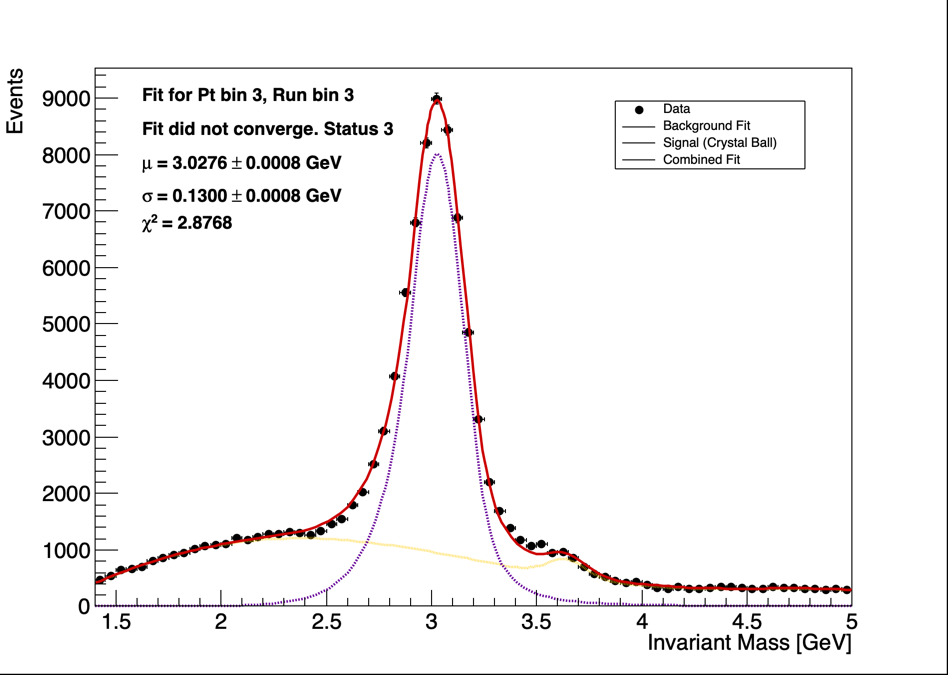 Events
Fit for Pt bin 3, Run bin 3
Fit did not converge. Status 3
μ = 3.0276 ± 0.0008 GeV
σ = 0.1300 ± 0.0008 GeV
χ² = 2.8768
Data
Background Fit
Signal (Crystal Ball)
Combined Fit
9000
8000
7000
6000
5000
4000
3000
2000
1000
0
1.5 2 2.5 3 3.5 4 4.5 5
Invariant Mass [GeV]